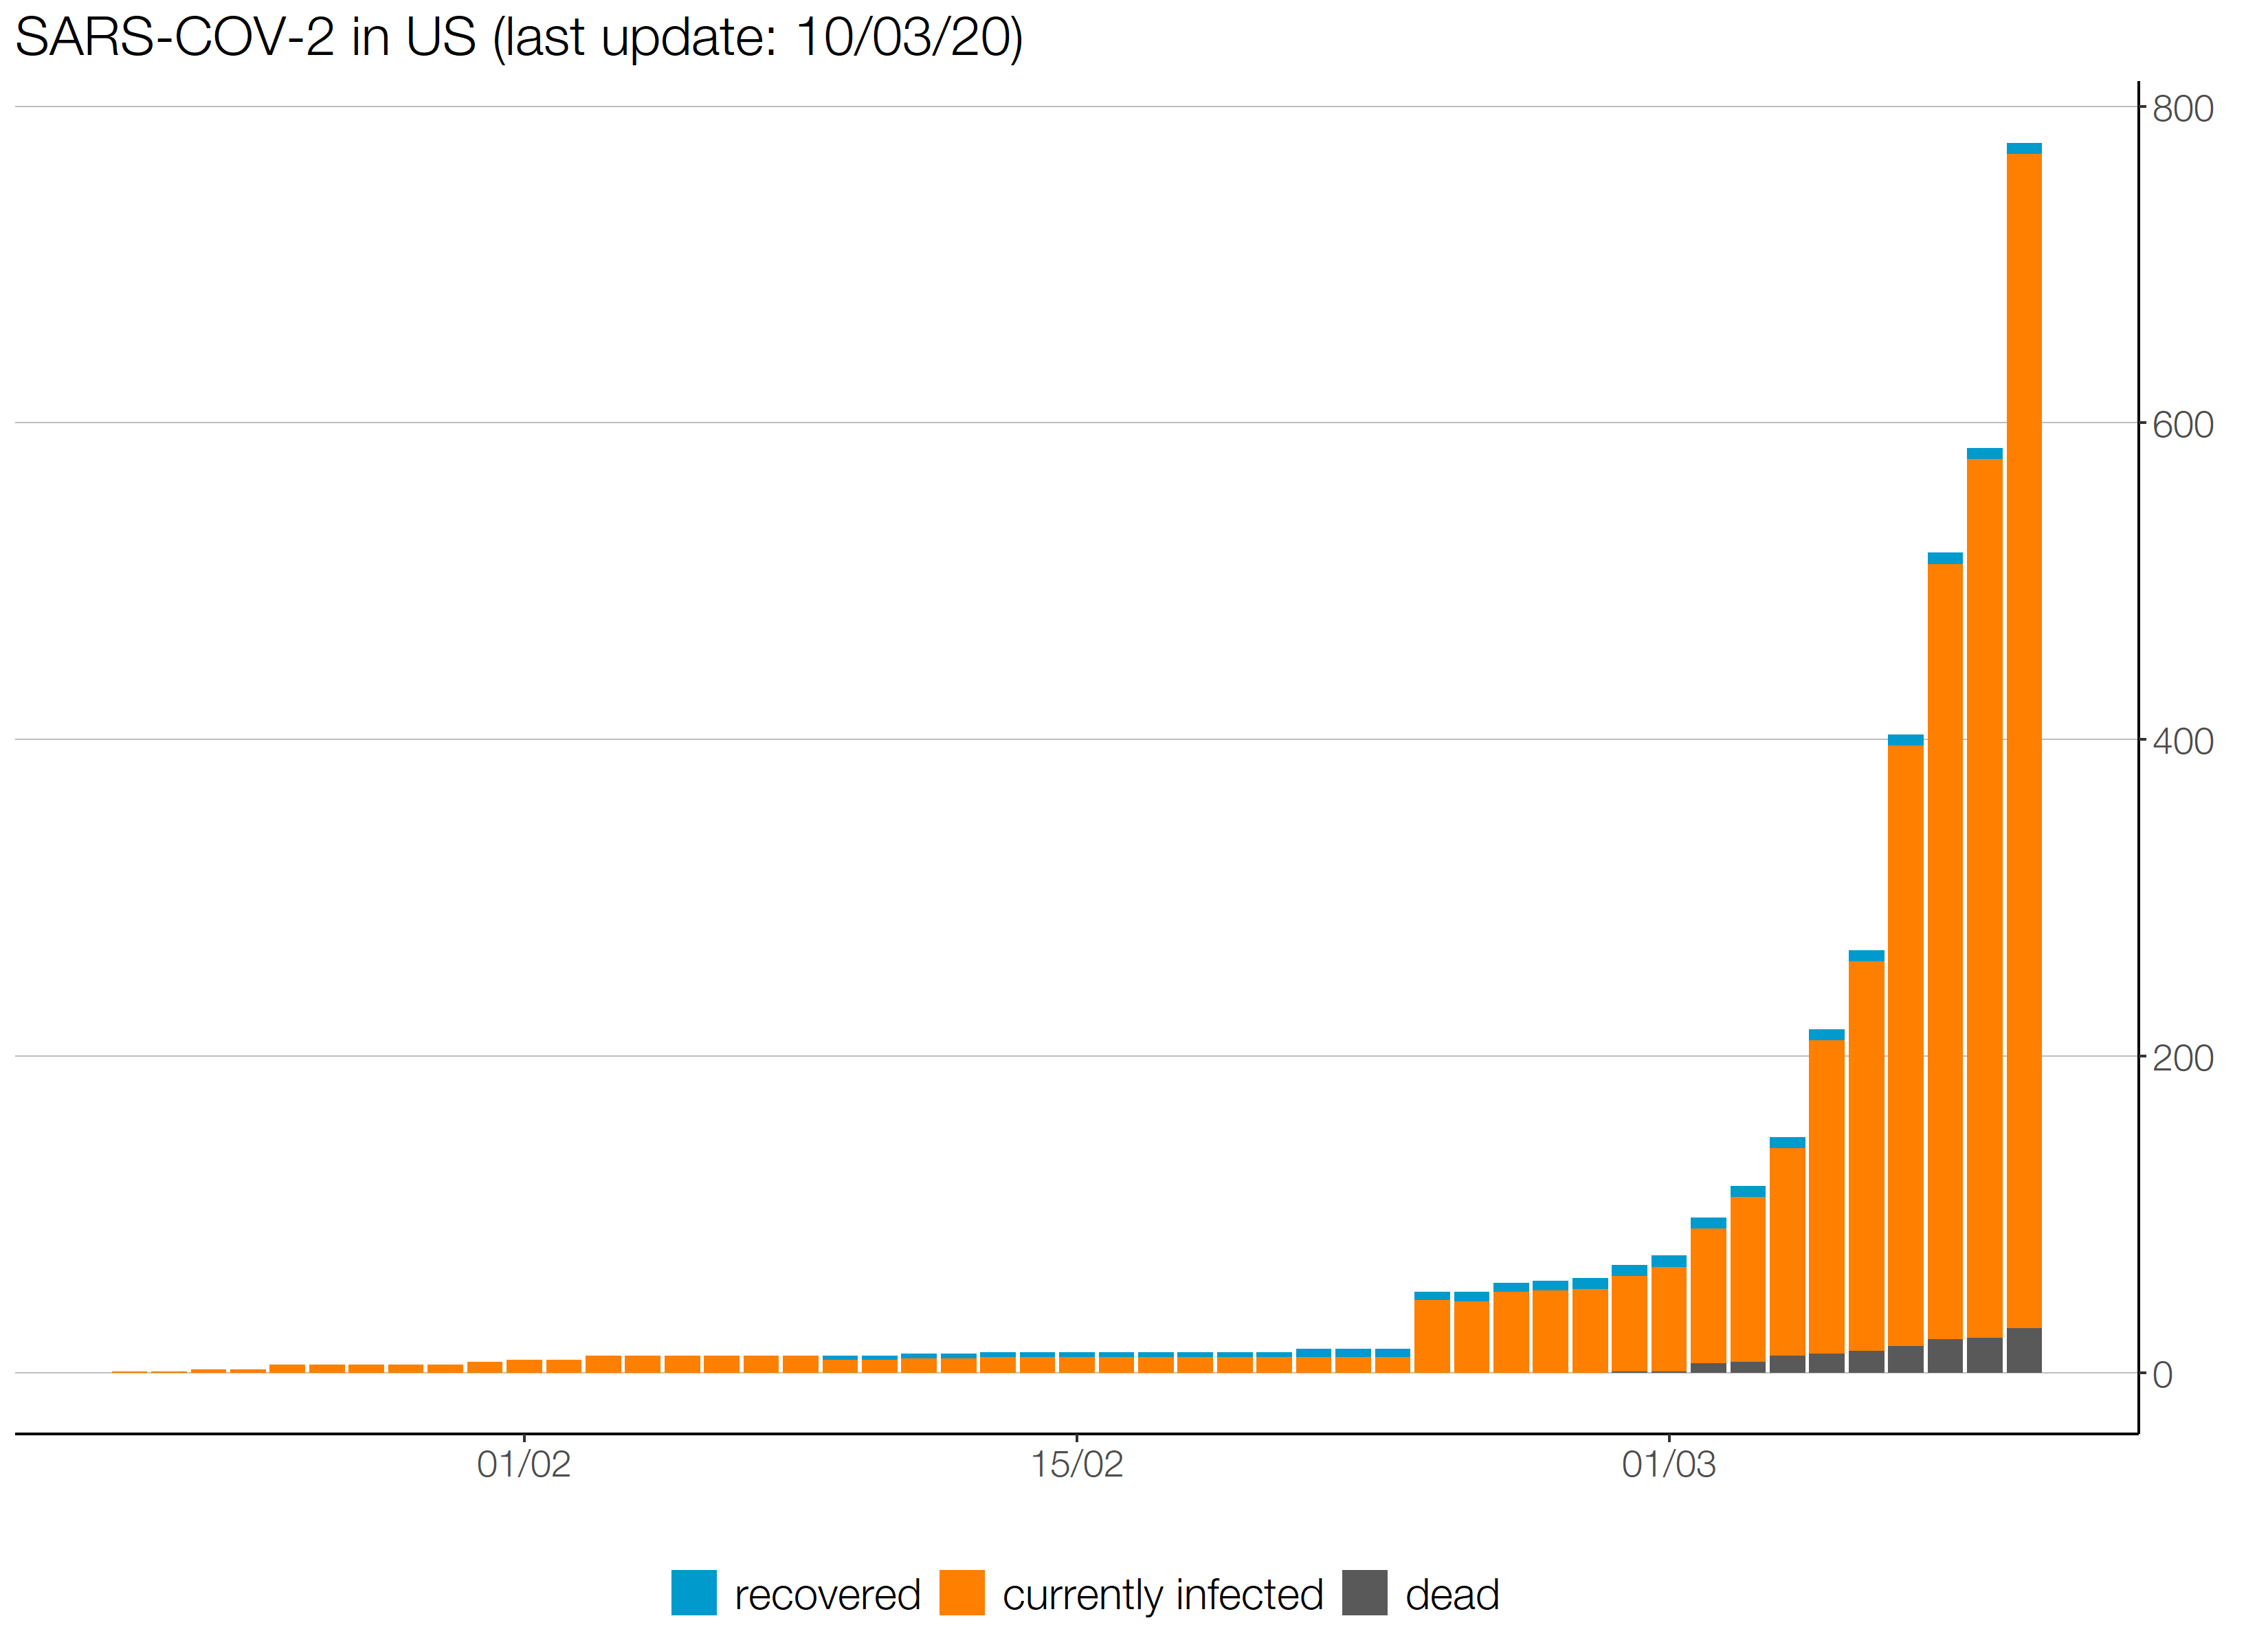 SARS-COV-2 in US (last update: 10/03/20)
800
600
400
200
0
01/02 15/02 01/03
recovered currently infected dead